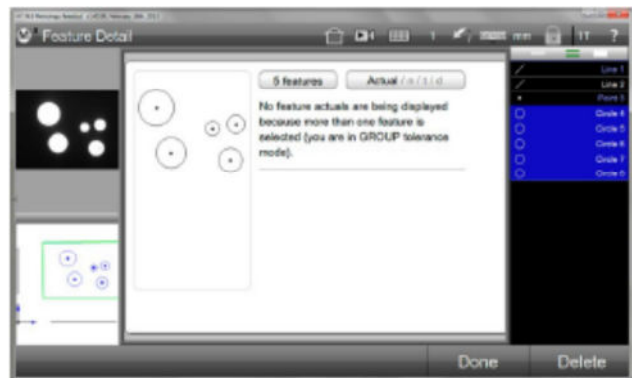 Feature Detail
mm
1T ?
5 features
Actual / n / t | d
No feature actuals are being displayed
because more than one feature is
selected (you are in GROUP tolerance
mode).
Line 1
Line 2
Point 3
Circle 4
Circle 5
Circle 6
Circle 7
Circle 8
Done
Delete